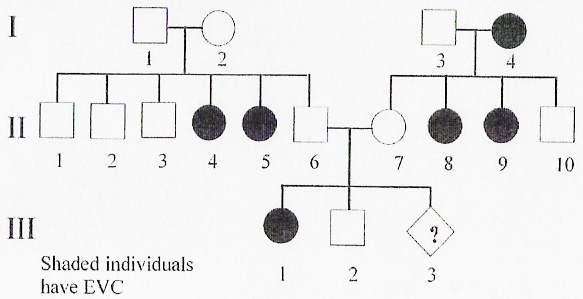 I
1 2 3 4
II
1 2 3 4 5 6 7 8 9 10
III
?
1 2 3
Shaded individuals
have EVC